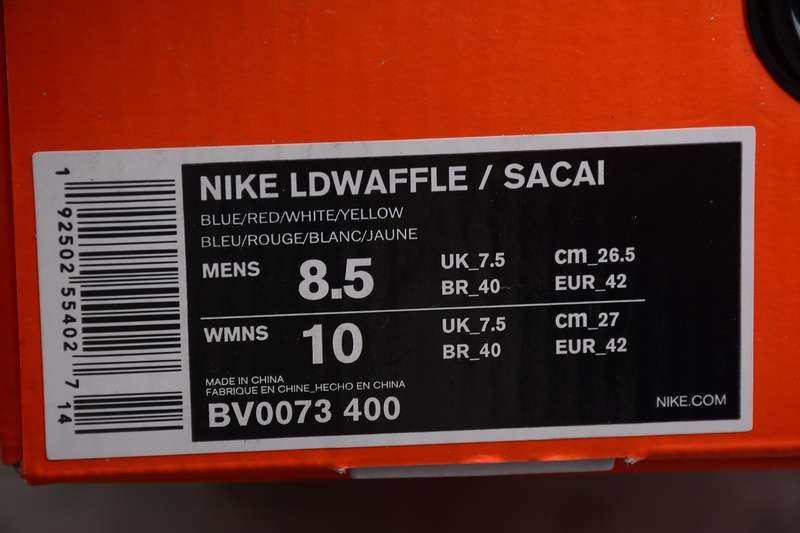 NIKE LDWAFFLE / SACAI
BLUE/RED/WHITE/YELLOW
BLEU/ROUGE/BLANC/JAUNE
MENS 8.5 UK_7.5 cm_26.5
BR_40 EUR_42
WMNS 10 UK_7.5 cm_27
BR_40 EUR_42
MADE IN CHINA
FABRIQUE EN CHINE_HECHO EN CHINA
BV0073 400
NIKE.COM
1 92502 55402 7 14